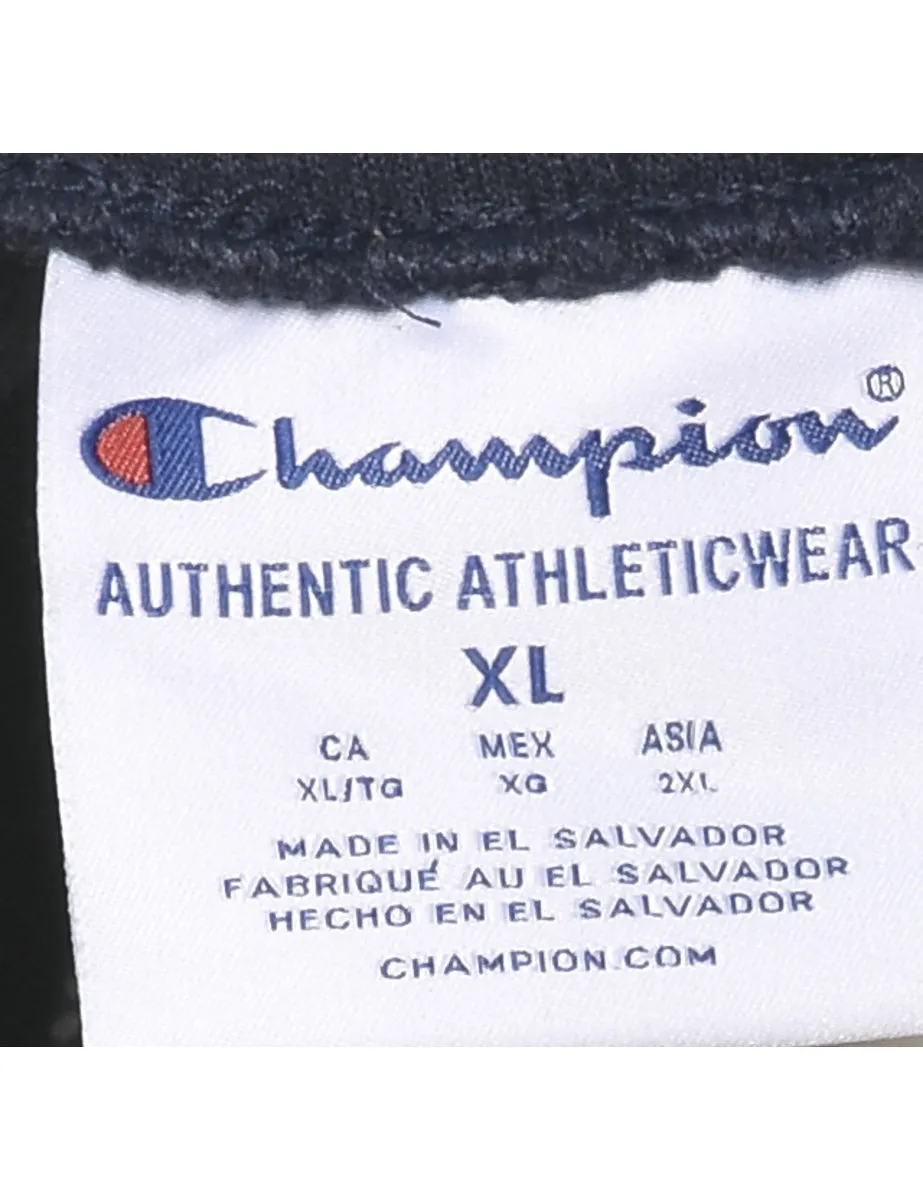 Champion®
AUTHENTIC ATHLETICWEAR
XL
CA MEX ASIA
XL/TG XG 2XL
MADE IN EL SALVADOR
FABRIQUÉ AU EL SALVADOR
HECHO EN EL SALVADOR
CHAMPION.COM